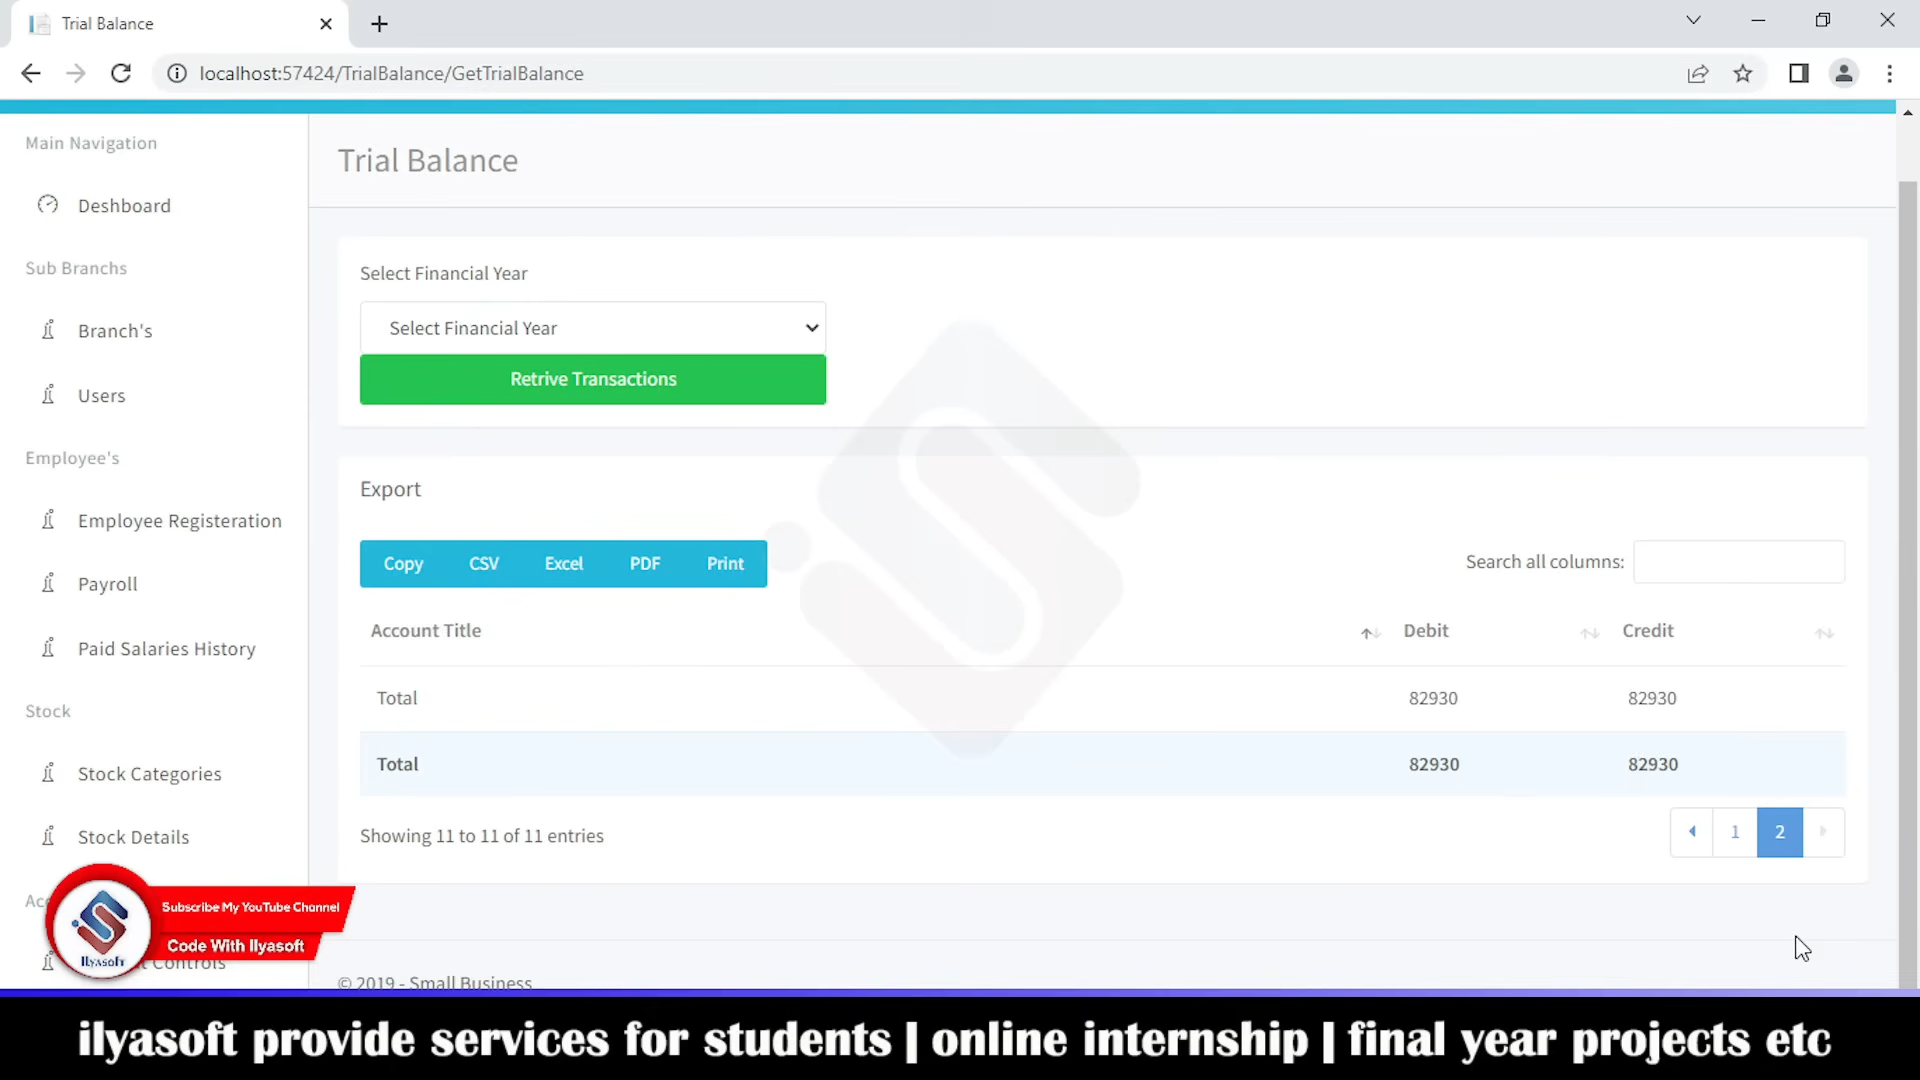 Trial Balance
localhost:57424/TrialBalance/GetTrialBalance
Main Navigation
Deshboard
Sub Branchs
Branch's
Users
Employee's
Employee Registeration
Payroll
Paid Salaries History
Stock
Stock Categories
Stock Details
Trial Balance
Select Financial Year
Select Financial Year
Retrive Transactions
Export
Copy CSV Excel PDF Print
Search all columns:
Account Title Debit Credit
Total 82930 82930
Total 82930 82930
Showing 11 to 11 of 11 entries
1 2
© 2019 - Small Business
Subscribe My YouTube Channel
Code With Ilyasoft
Ilyasoft
Controls
ilyasoft provide services for students | online internship | final year projects etc